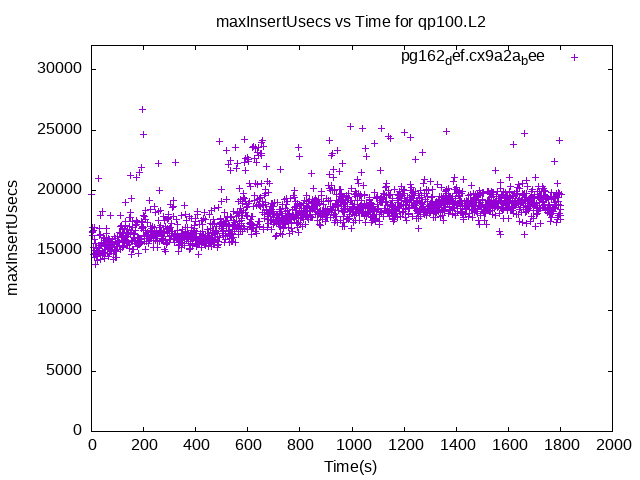 maxInsertUsecs vs Time for qp100.L2
pg162def.cx9a2abee
30000
25000
20000
15000
10000
5000
0
maxInsertUsecs
0 200 400 600 800 1000 1200 1400 1600 1800 2000
Time(s)